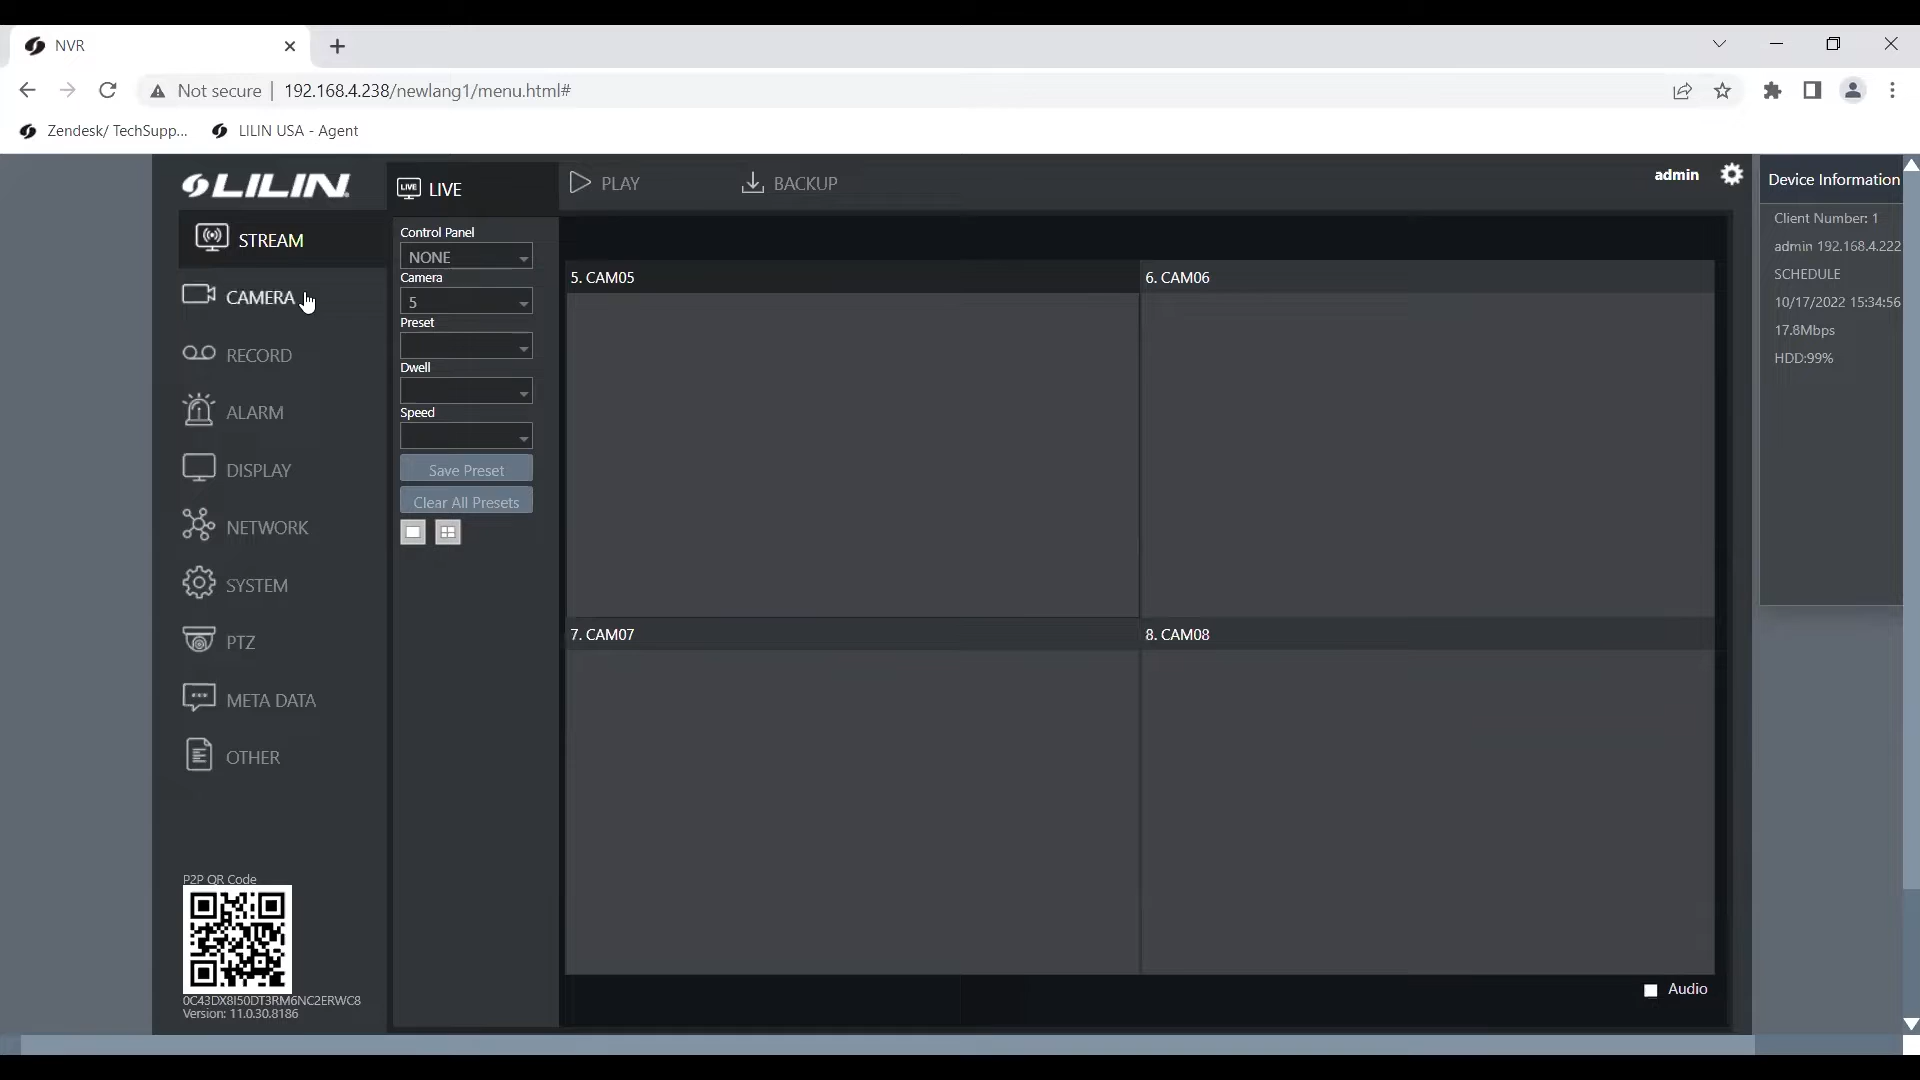 NVR
Not secure | 192.168.4.238/newlang1/menu.html#
Zendesk/ TechSupp... LILIN USA - Agent
LILIN
LIVE LIVE
PLAY
BACKUP
admin
STREAM
CAMERA
RECORD
ALARM
DISPLAY
NETWORK
SYSTEM
PTZ
META DATA
OTHER
P2P QR Code
0C43DX8I50DT3RM6NC2ERWC8
Version: 11.0.30.8186
Control Panel
NONE
Camera
5
Preset
Dwell
Speed
Save Preset
Clear All Presets
5. CAM05
6. CAM06
7. CAM07
8. CAM08
Audio
Device Information
Client Number: 1
admin 192.168.4.222
SCHEDULE
10/17/2022 15:34:56
17.8Mbps
HDD:99%